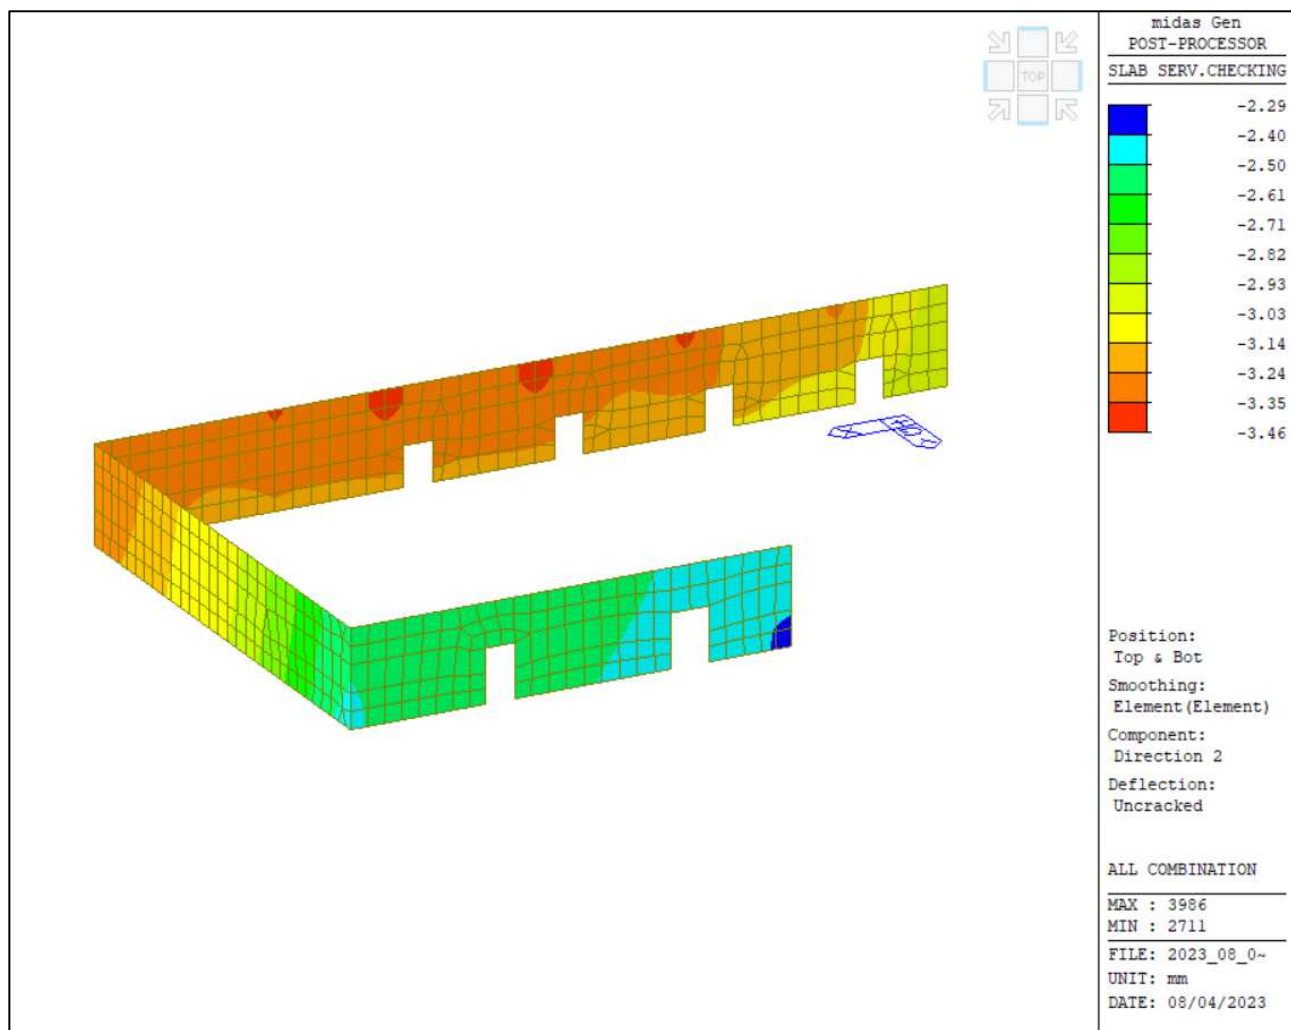 TOP
midas Gen
POST-PROCESSOR
SLAB SERV.CHECKING
-2.29
-2.40
-2.50
-2.61
-2.71
-2.82
-2.93
-3.03
-3.14
-3.24
-3.35
-3.46
Position:
Top & Bot
Smoothing:
Element(Element)
Component:
Direction 2
Deflection:
Uncracked
ALL COMBINATION
MAX : 3986
MIN : 2711
FILE: 2023_08_0~
UNIT: mm
DATE: 08/04/2023